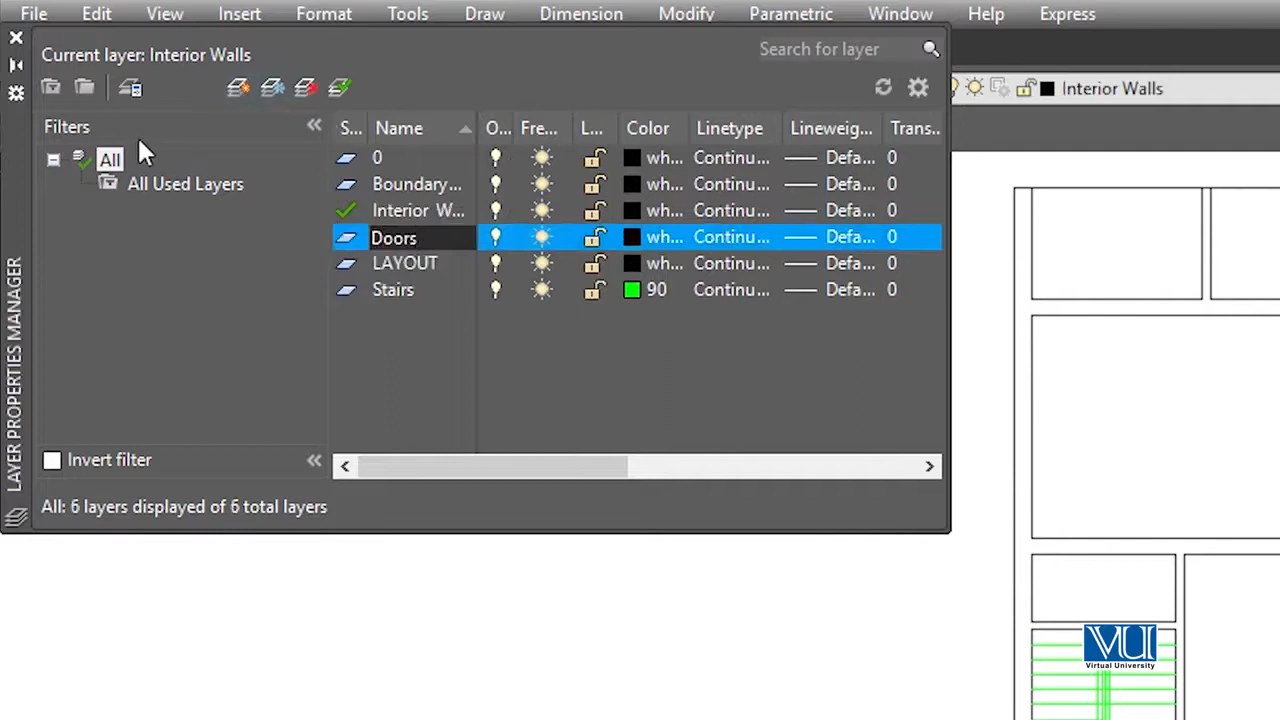 File Edit View Insert Format Tools Draw Dimension Modify Parametric Window Help Express
Current layer: Interior Walls
Search for layer
Interior Walls
Filters
S... Name O... Fre... L... Color Linetype Lineweig... Trans..
All
All Used Layers
0 wh... Continu... Defa... 0
Boundary... wh... Continu... Defa... 0
Interior W... wh... Continu... Defa... 0
Doors wh... Continu... Defa... 0
LAYOUT wh... Continu... Defa... 0
Stairs 90 Continu... Defa... 0
LAYER PROPERTIES MANAGER
Invert filter
All: 6 layers displayed of 6 total layers
VU
Virtual University